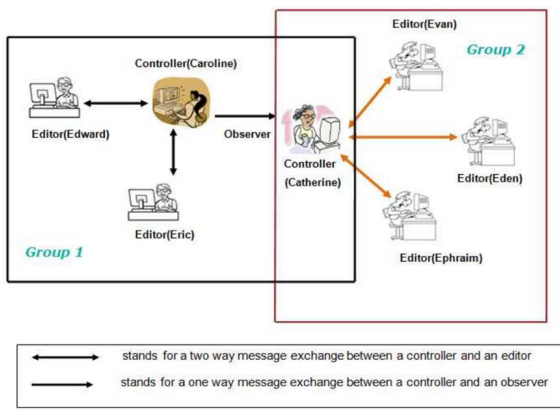 Editor(Evan)
Group 2
Controller(Caroline)
Editor(Edward)
Observer
Controller
(Catherine)
Editor(Eden)
Editor(Eric)
Group 1
Editor(Ephraim)
stands for a two way message exchange between a controller and an editor
stands for a one way message exchange between a controller and an observer